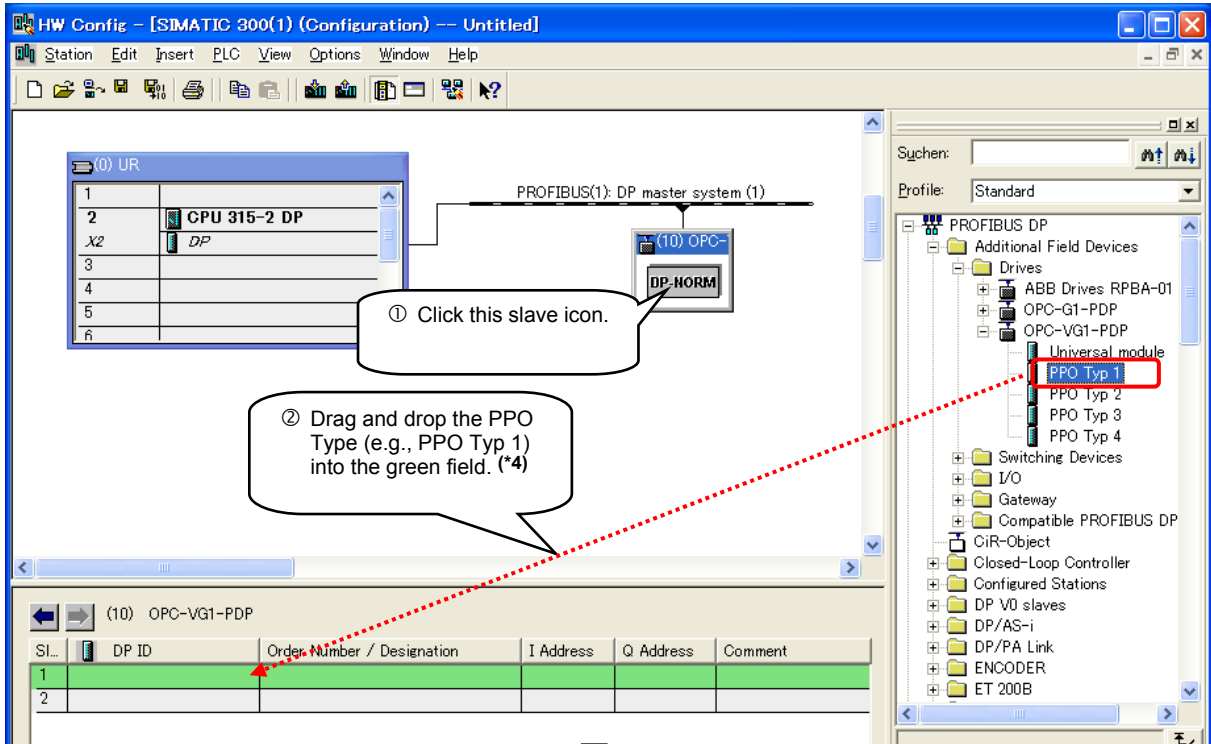 HW Config - [SIMATIC 300(1) (Configuration) -- Untitled]
Station Edit Insert PLC View Options Window Help
(0) UR
1
2 CPU 315-2 DP
X2 DP
3
4
5
6
PROFIBUS(1): DP master system (1)
(10) OPC-
DP-NORM
① Click this slave icon.
② Drag and drop the PPO
Type (e.g., PPO Typ 1)
into the green field. (*4)
Suchen:
Profile: Standard
PROFIBUS DP
Additional Field Devices
Drives
ABB Drives RPBA-01
OPC-G1-PDP
OPC-VG1-PDP
Universal module
PPO Typ 1
PPO Typ 2
PPO Typ 3
PPO Typ 4
Switching Devices
I/O
Gateway
Compatible PROFIBUS DP
CiR-Object
Closed-Loop Controller
Configured Stations
DP V0 slaves
DP/AS-i
DP/PA Link
ENCODER
ET 200B
(10) OPC-VG1-PDP
Sl... DP ID Order Number / Designation I Address Q Address Comment
1
2